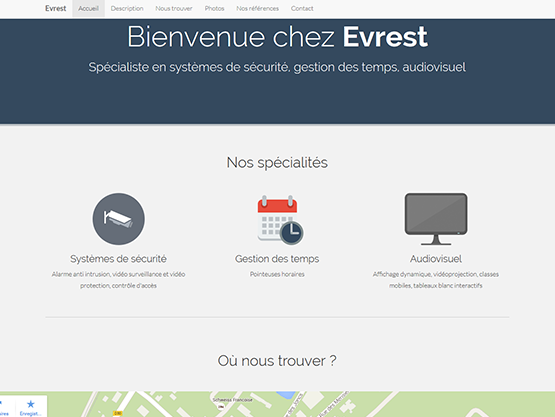 Evrest Accueil Description Nous trouver Photos Nos références Contact
Bienvenue chez Evrest
Spécialiste en systèmes de sécurité, gestion des temps, audiovisuel
Nos spécialités
Systèmes de sécurité
Alarme anti intrusion, vidéo surveillance et vidéo
protection, contrôle d'accès
Gestion des temps
Pointeuses horaires
Audiovisuel
Affichage dynamique, vidéoprojection, classes
mobiles, tableaux blanc interactifs
Où nous trouver ?
Enregist...